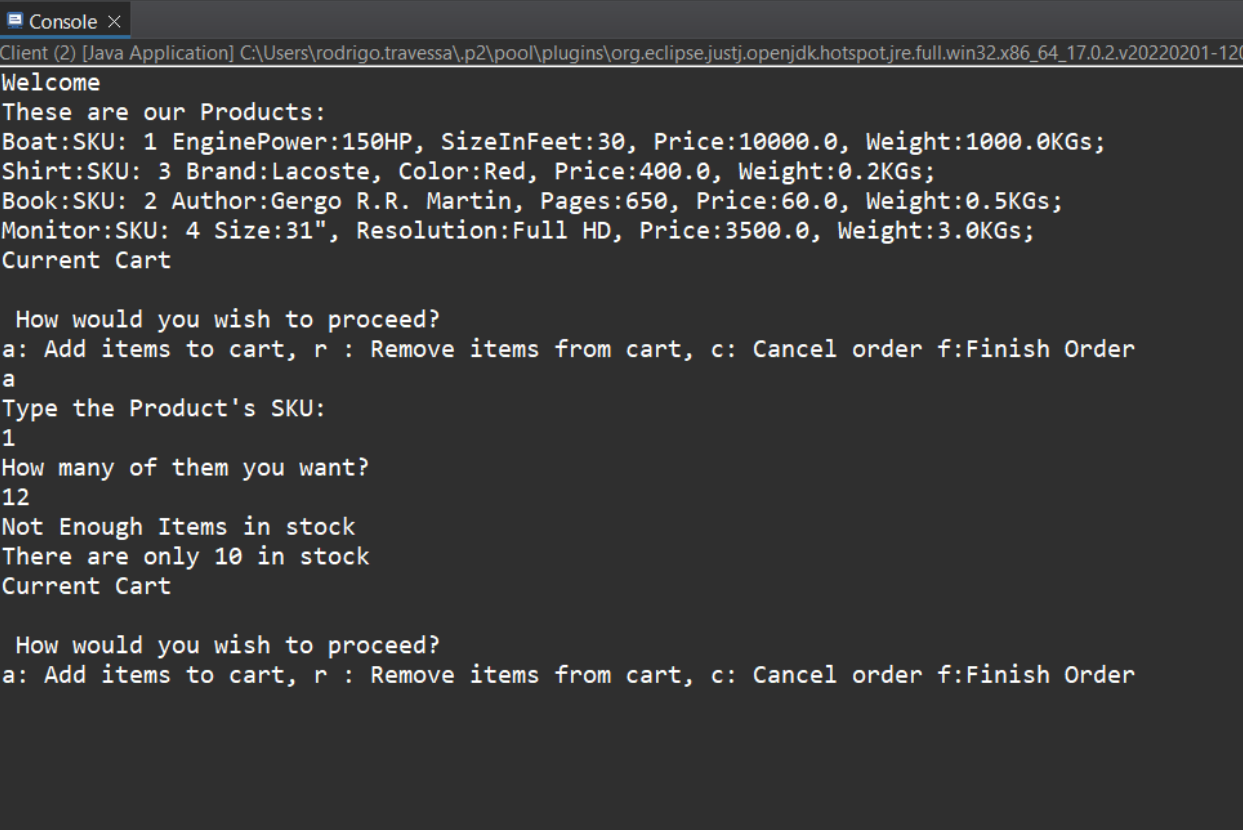 Console
Client (2) [Java Application] C:\Users\rodrigo.travessa\.p2\pool\plugins\org.eclipse.justj.openjdk.hotspot.jre.full.win32.x86_64_17.0.2.v20220201-120
Welcome
These are our Products:
Boat:SKU: 1 EnginePower:150HP, SizeInFeet:30, Price:10000.0, Weight:1000.0KGs;
Shirt:SKU: 3 Brand:Lacoste, Color:Red, Price:400.0, Weight:0.2KGs;
Book:SKU: 2 Author:Gergo R.R. Martin, Pages:650, Price:60.0, Weight:0.5KGs;
Monitor:SKU: 4 Size:31", Resolution:Full HD, Price:3500.0, Weight:3.0KGs;
Current Cart
How would you wish to proceed?
a: Add items to cart, r : Remove items from cart, c: Cancel order f:Finish Order
a
Type the Product's SKU:
1
How many of them you want?
12
Not Enough Items in stock
There are only 10 in stock
Current Cart
How would you wish to proceed?
a: Add items to cart, r : Remove items from cart, c: Cancel order f:Finish Order